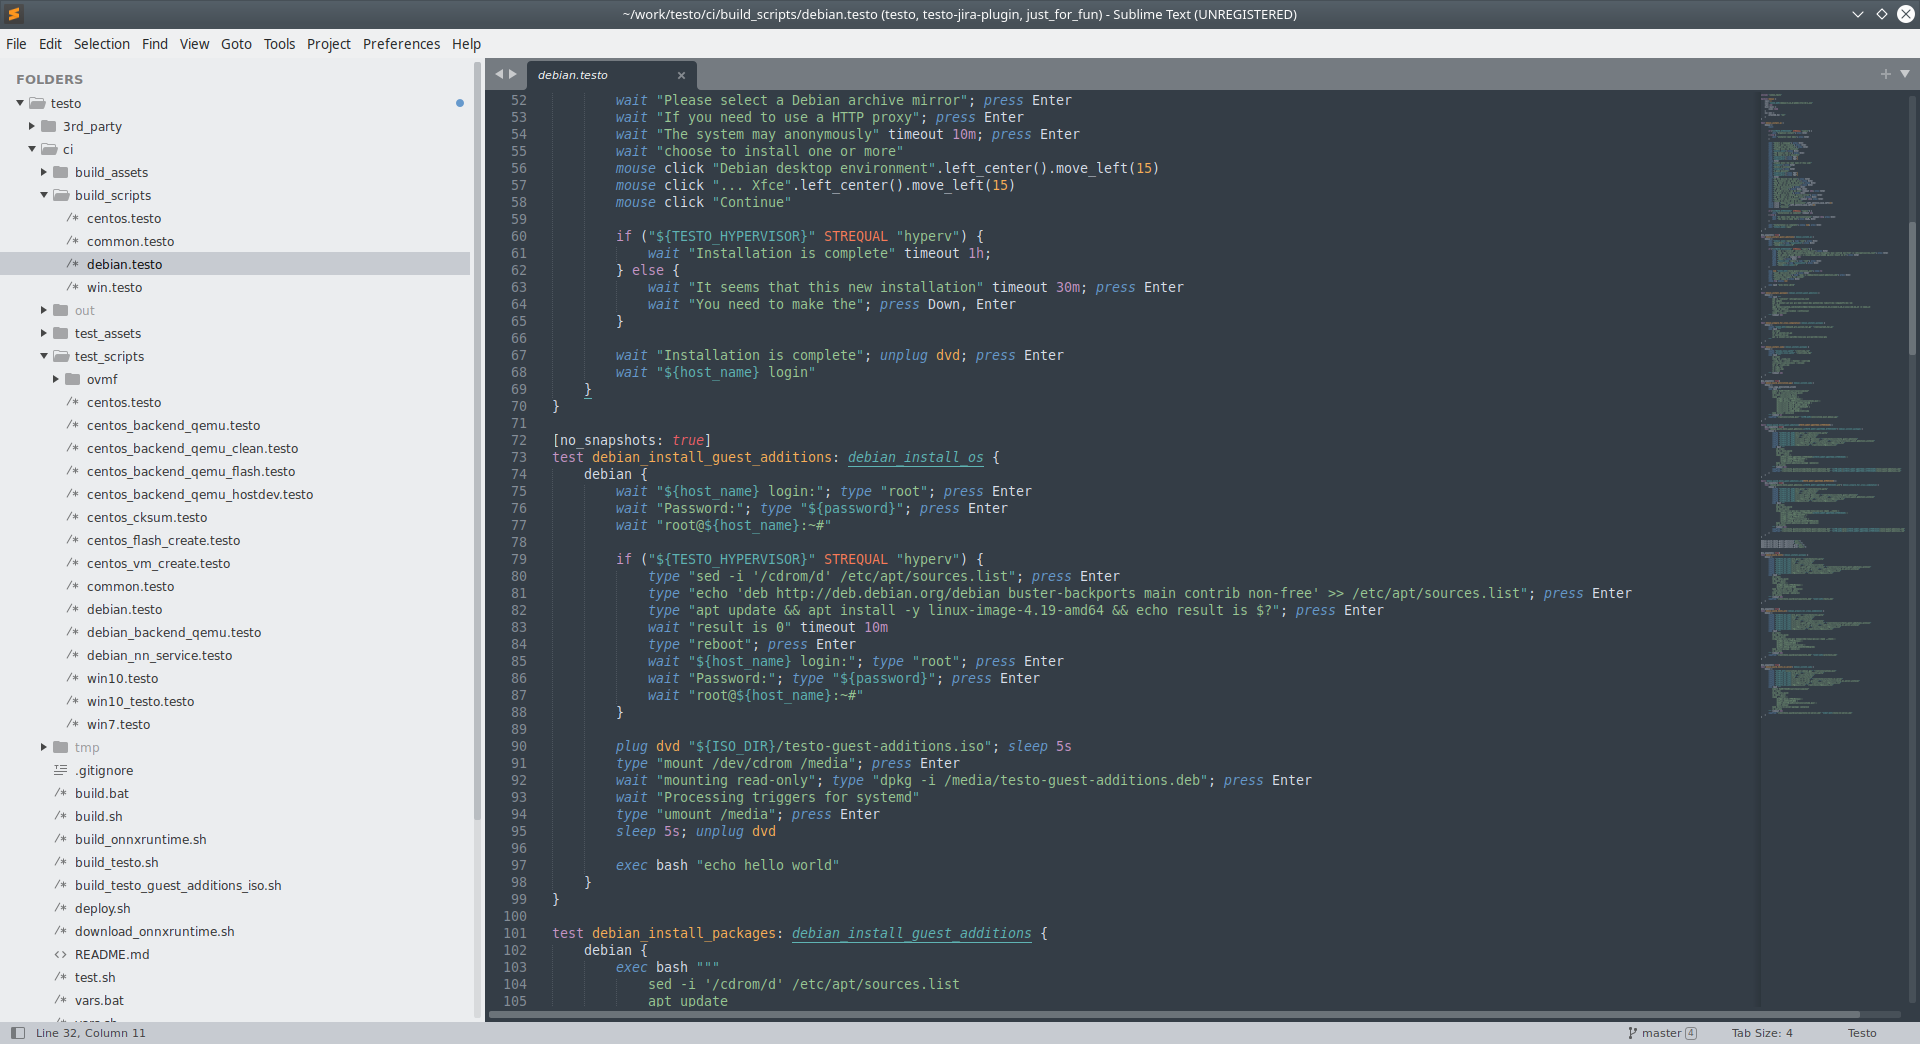 ~/work/testo/ci/build_scripts/debian.testo (testo, testo-jira-plugin, just_for_fun) - Sublime Text (UNREGISTERED)
File Edit Selection Find View Goto Tools Project Preferences Help
FOLDERS
testo
3rd_party
ci
build_assets
build_scripts
/* centos.testo
/* common.testo
/* debian.testo
/* win.testo
out
test_assets
test_scripts
ovmf
/* centos.testo
/* centos_backend_qemu.testo
/* centos_backend_qemu_clean.testo
/* centos_backend_qemu_flash.testo
/* centos_backend_qemu_hostdev.testo
/* centos_cksum.testo
/* centos_flash_create.testo
/* centos_vm_create.testo
/* common.testo
/* debian.testo
/* debian_backend_qemu.testo
/* debian_nn_service.testo
/* win10.testo
/* win10_testo.testo
/* win7.testo
tmp
.gitignore
/* build.bat
/* build.sh
/* build_onnxruntime.sh
/* build_testo.sh
/* build_testo_guest_additions_iso.sh
/* deploy.sh
/* download_onnxruntime.sh
<> README.md
/* test.sh
/* vars.bat
/* vars.sh
debian.testo
52 wait "Please select a Debian archive mirror"; press Enter
53 wait "If you need to use a HTTP proxy"; press Enter
54 wait "The system may anonymously" timeout 10m; press Enter
55 wait "choose to install one or more"
56 mouse click "Debian desktop environment".left_center().move_left(15)
57 mouse click "... Xfce".left_center().move_left(15)
58 mouse click "Continue"
59
60 if ("${TESTO_HYPERVISOR}" STREQUAL "hyperv") {
61 wait "Installation is complete" timeout 1h;
62 } else {
63 wait "It seems that this new installation" timeout 30m; press Enter
64 wait "You need to make the"; press Down, Enter
65 }
66
67 wait "Installation is complete"; unplug dvd; press Enter
68 wait "${host_name} login"
69 }
70 }
71
72 [no_snapshots: true]
73 test debian_install_guest_additions: debian_install_os {
74 debian {
75 wait "${host_name} login:"; type "root"; press Enter
76 wait "Password:"; type "${password}"; press Enter
77 wait "root@${host_name}:~#"
78
79 if ("${TESTO_HYPERVISOR}" STREQUAL "hyperv") {
80 type "sed -i '/cdrom/d' /etc/apt/sources.list"; press Enter
81 type "echo 'deb http://deb.debian.org/debian buster-backports main contrib non-free' >> /etc/apt/sources.list"; press Enter
82 type "apt update && apt install -y linux-image-4.19-amd64 && echo result is $?"; press Enter
83 wait "result is 0" timeout 10m
84 type "reboot"; press Enter
85 wait "${host_name} login:"; type "root"; press Enter
86 wait "Password:"; type "${password}"; press Enter
87 wait "root@${host_name}:~#"
88 }
89
90 plug dvd "${ISO_DIR}/testo-guest-additions.iso"; sleep 5s
91 type "mount /dev/cdrom /media"; press Enter
92 wait "mounting read-only"; type "dpkg -i /media/testo-guest-additions.deb"; press Enter
93 wait "Processing triggers for systemd"
94 type "umount /media"; press Enter
95 sleep 5s; unplug dvd
96
97 exec bash "echo hello world"
98 }
99 }
100
101 test debian_install_packages: debian_install_guest_additions {
102 debian {
103 exec bash """
104 sed -i '/cdrom/d' /etc/apt/sources.list
105 apt update
Line 32, Column 11
master 4 Tab Size: 4 Testo